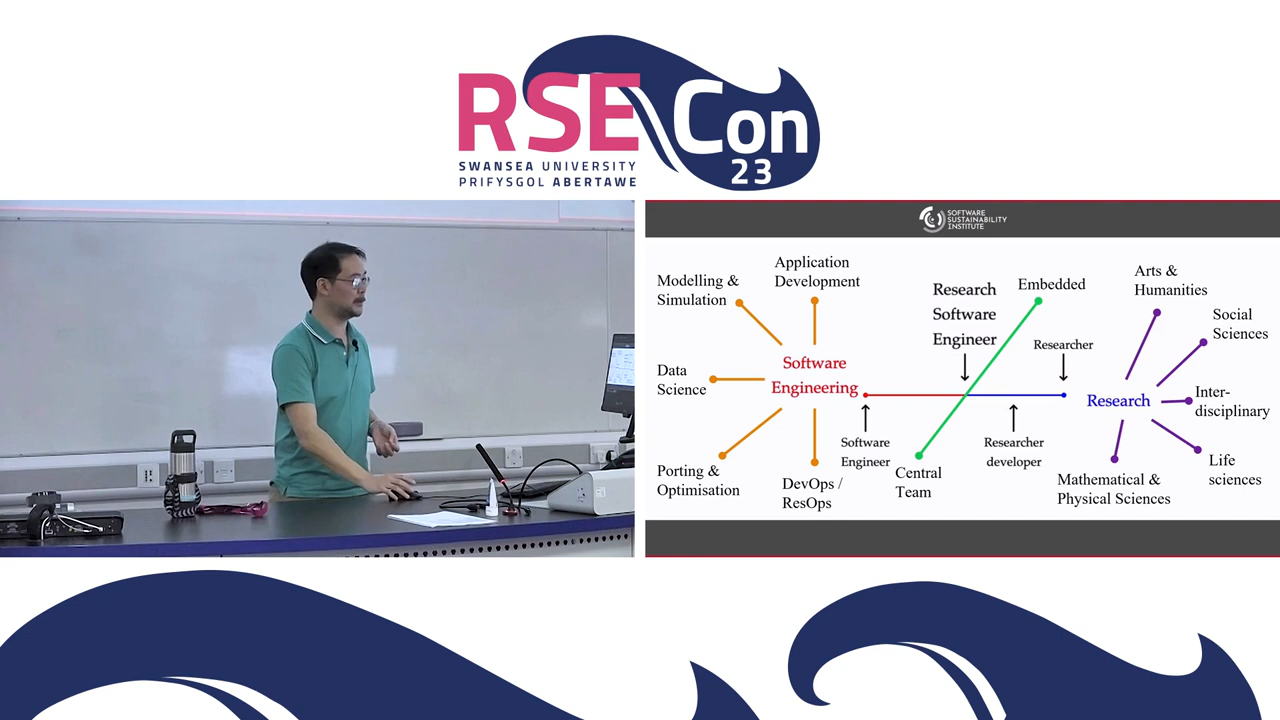 RSE Con
23
SWANSEA UNIVERSITY
PRIFYSGOL ABERTAWE
SOFTWARE
SUSTAINABILITY
INSTITUTE
Modelling &
Simulation
Application
Development
Data
Science
Software
Engineering
Porting &
Optimisation
DevOps /
ResOps
Research
Software
Engineer
Embedded
Researcher
Software
Engineer
Central
Team
Researcher
developer
Arts &
Humanities
Social
Sciences
Research
Inter-
disciplinary
Life
sciences
Mathematical &
Physical Sciences